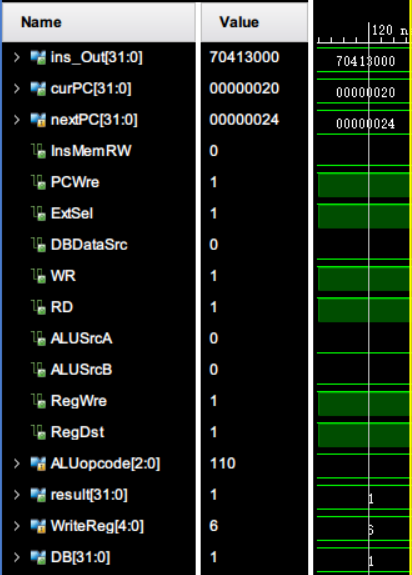 Name Value
120 n
ins_Out[31:0] 70413000 70413000
curPC[31:0] 00000020 00000020
nextPC[31:0] 00000024 00000024
InsMemRW 0
PCWre 1
ExtSel 1
DBDataSrc 0
WR 1
RD 1
ALUSrcA 0
ALUSrcB 0
RegWre 1
RegDst 1
ALUopcode[2:0] 110
result[31:0] 1 1
WriteReg[4:0] 6 6
DB[31:0] 1 1